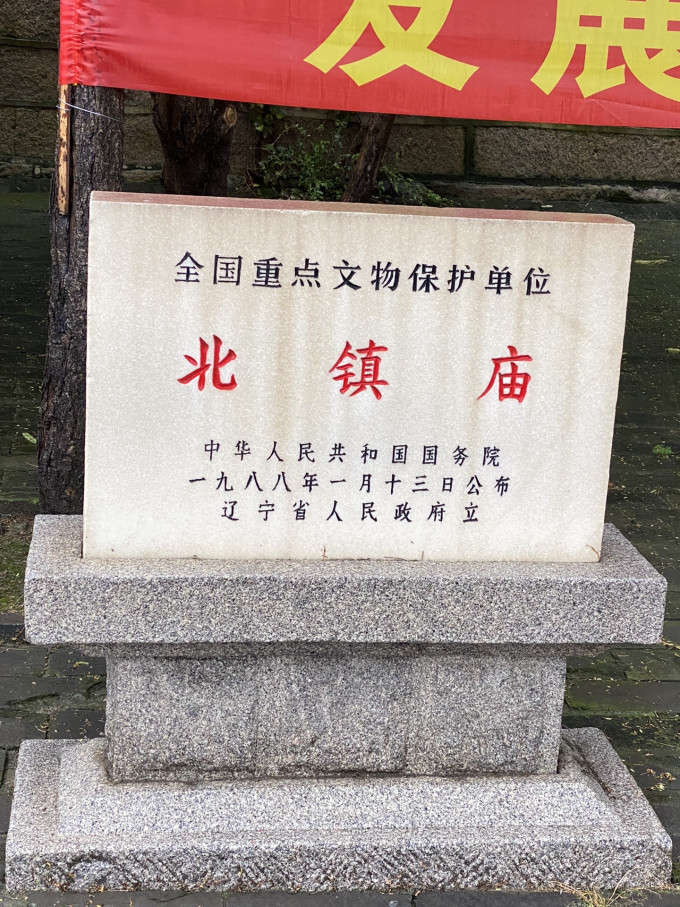 发展
全国重点文物保护单位
北镇庙
中华人民共和国国务院
一九八八年一月十三日公布
辽宁省人民政府立